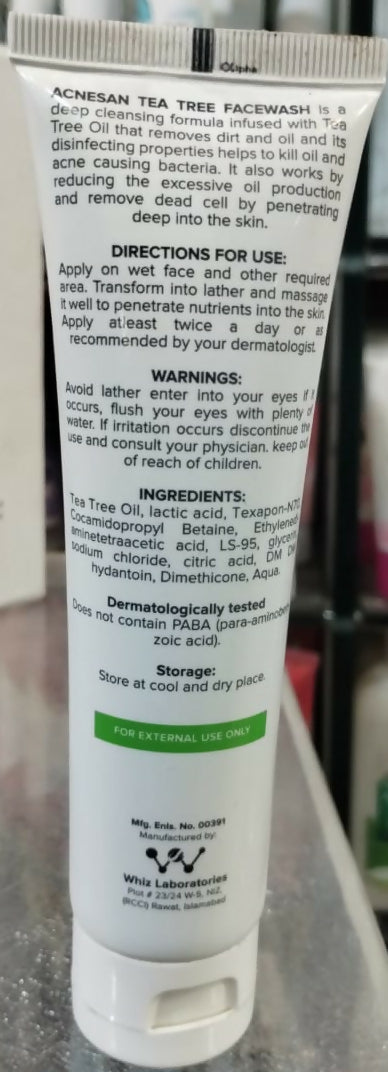 ACNESAN TEA TREE FACEWASH is a
deep cleansing formula infused with Tea
Tree Oil that removes dirt and oil and its
disinfecting properties helps to kill oil and
acne causing bacteria. It also works by
reducing the excessive oil production
and remove dead cell by penetrating
deep into the skin.
DIRECTIONS FOR USE:
Apply on wet face and other required
area. Transform into lather and massage
it well to penetrate nutrients into the skin.
Apply atleast twice a day or as
recommended by your dermatologist.
WARNINGS:
Avoid lather enter into your eyes if it
occurs, flush your eyes with plenty of
water. If irritation occurs discontinue the
use and consult your physician. keep out
of reach of children.
INGREDIENTS:
Tea Tree Oil, lactic acid, Texapon-N70,
Cocamidopropyl Betaine, Ethylened-
aminetetraacetic acid, LS-95, glycerin,
sodium chloride, citric acid, DM DM
hydantoin, Dimethicone, Aqua.
Dermatologically tested
Does not contain PABA (para-aminoben-
zoic acid).
Storage:
Store at cool and dry place.
FOR EXTERNAL USE ONLY
Mfg. Enls. No. 00391
Manufactured by:
Whiz Laboratories
Plot # 23/24 W-5, NIZ,
(RCCI) Rawat, Islamabad